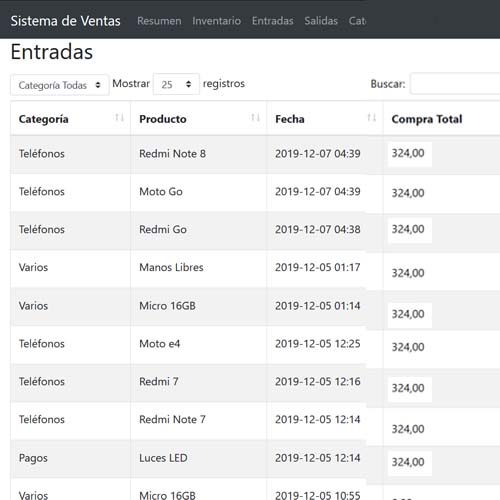 Sistema de Ventas Resumen Inventario Entradas Salidas
Entradas
Categoría Todas Mostrar 25 registros Buscar:
Categoría Producto Fecha Compra Total
Teléfonos Redmi Note 8 2019-12-07 04:39 324,00
Teléfonos Moto Go 2019-12-07 04:39 324,00
Teléfonos Redmi Go 2019-12-07 04:38 324,00
Varios Manos Libres 2019-12-05 01:17 324,00
Varios Micro 16GB 2019-12-05 01:14 324,00
Teléfonos Moto e4 2019-12-05 12:25 324,00
Teléfonos Redmi 7 2019-12-05 12:16 324,00
Teléfonos Redmi Note 7 2019-12-05 12:14 324,00
Pagos Luces LED 2019-12-05 12:14 324,00
Varios Micro 16GB 2019-12-05 10:55